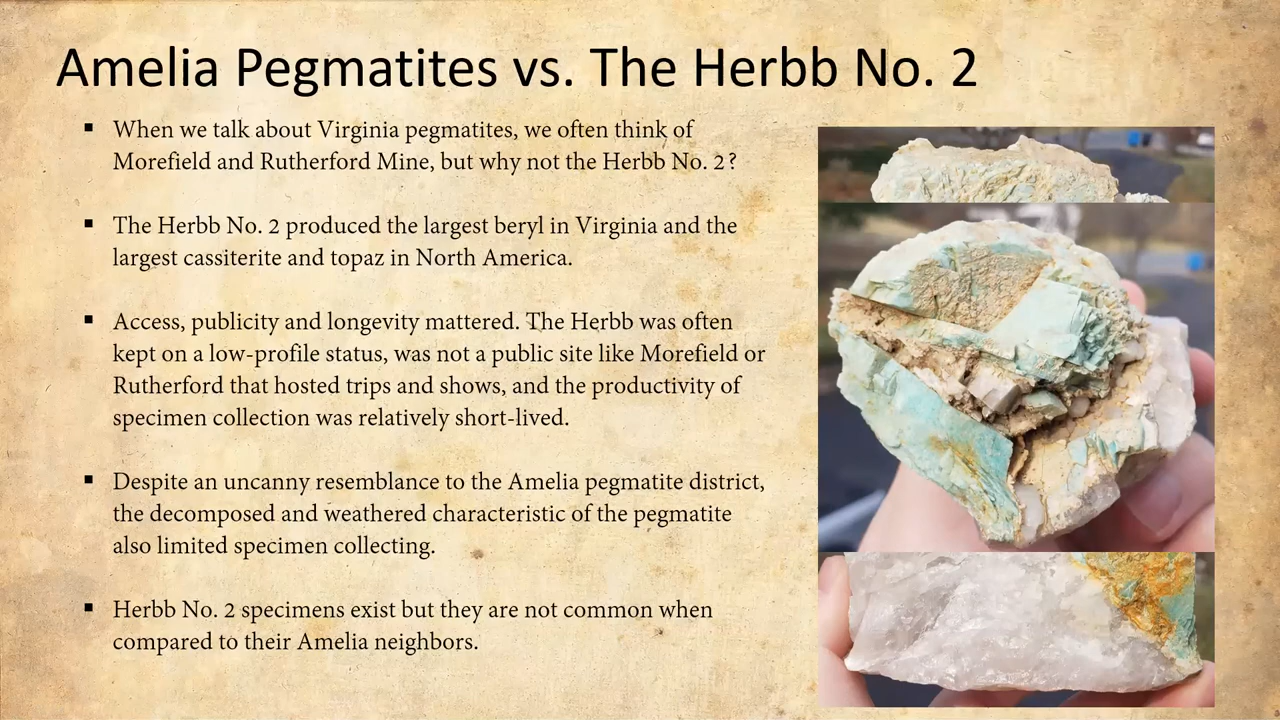 Amelia Pegmatites vs. The Herbb No. 2
▪ When we talk about Virginia pegmatites, we often think of
Morefield and Rutherford Mine, but why not the Herbb No. 2?
▪ The Herbb No. 2 produced the largest beryl in Virginia and the
largest cassiterite and topaz in North America.
▪ Access, publicity and longevity mattered. The Herbb was often
kept on a low-profile status, was not a public site like Morefield or
Rutherford that hosted trips and shows, and the productivity of
specimen collection was relatively short-lived.
▪ Despite an uncanny resemblance to the Amelia pegmatite district,
the decomposed and weathered characteristic of the pegmatite
also limited specimen collecting.
▪ Herbb No. 2 specimens exist but they are not common when
compared to their Amelia neighbors.